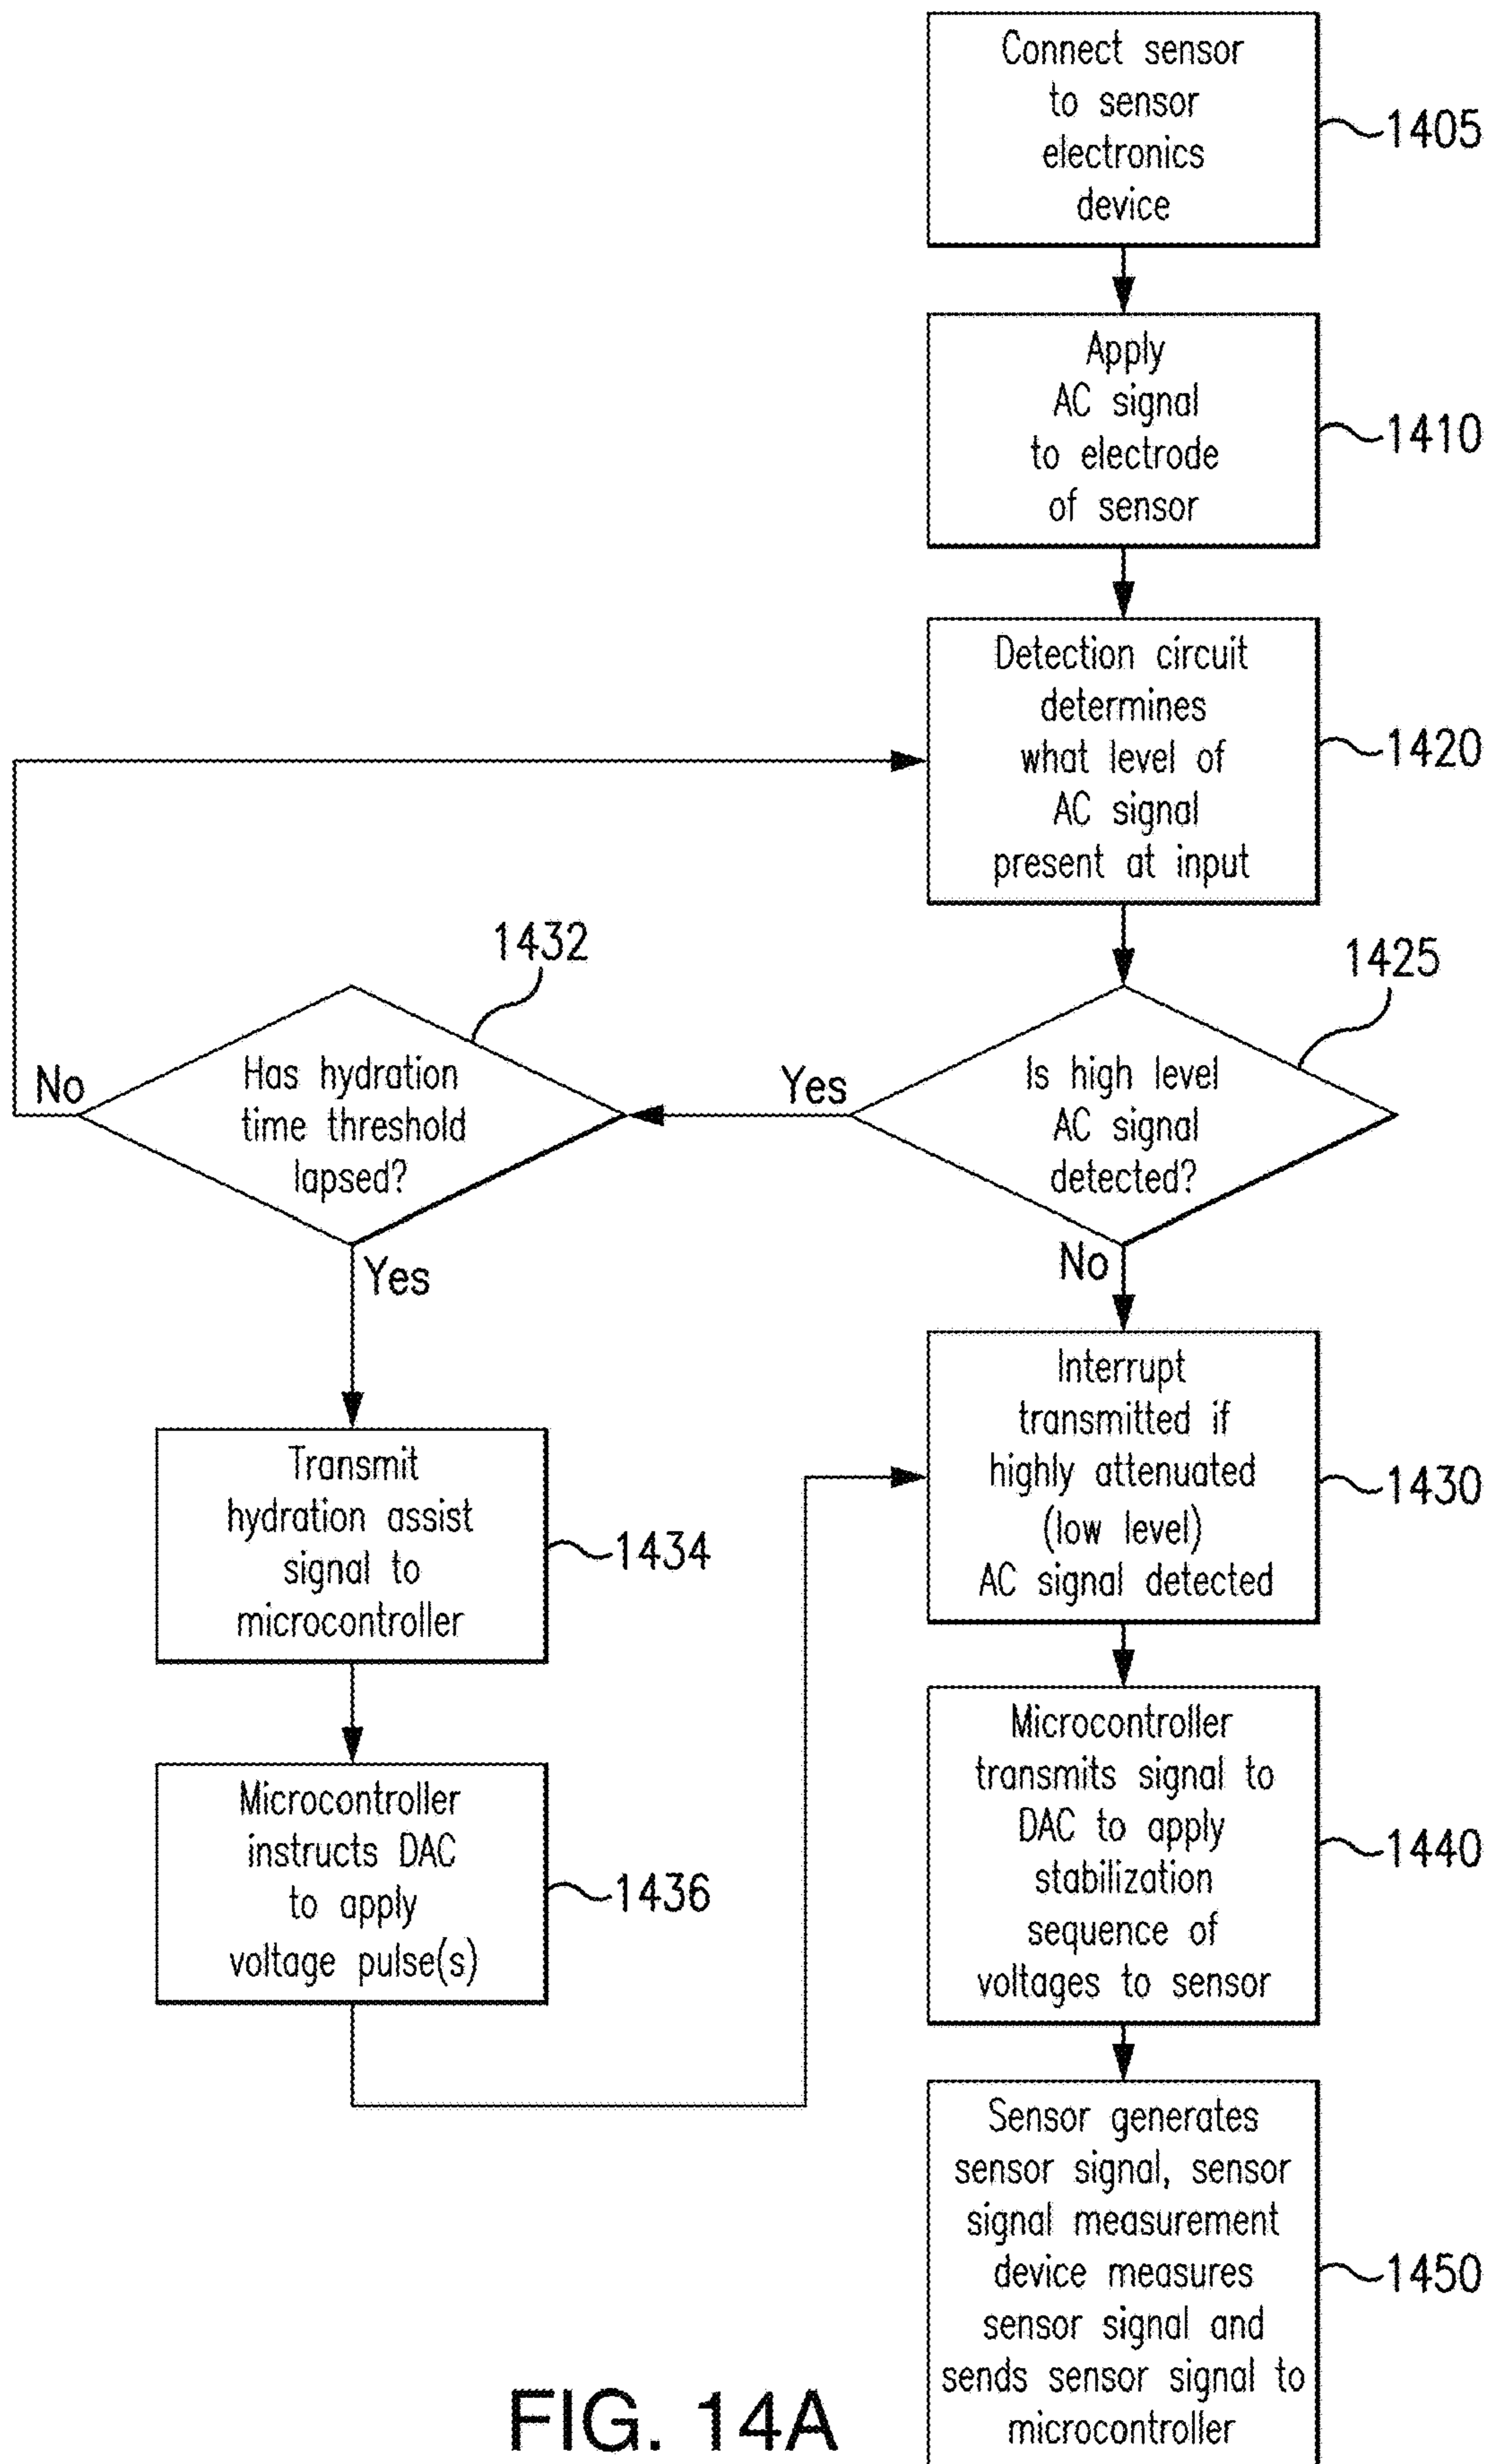 Connect sensor
to sensor
electronics
device
1405
Apply
AC signal
to electrode
of sensor
1410
Detection circuit
determines
what level of
AC signal
present at input
1420
1432
1425
No
Has hydration
time threshold
lapsed?
Yes
Is high level
AC signal
detected?
Yes
No
Interrupt
transmitted if
highly attenuated
(low level)
AC signal detected
1430
Transmit
hydration assist
signal to
microcontroller
1434
Microcontroller
transmits signal to
DAC to apply
stabilization
sequence of
voltages to sensor
1440
Microcontroller
instructs DAC
to apply
voltage pulse(s)
1436
Sensor generates
sensor signal, sensor
signal measurement
device measures
sensor signal and
sends sensor signal to
microcontroller
1450
FIG. 14A